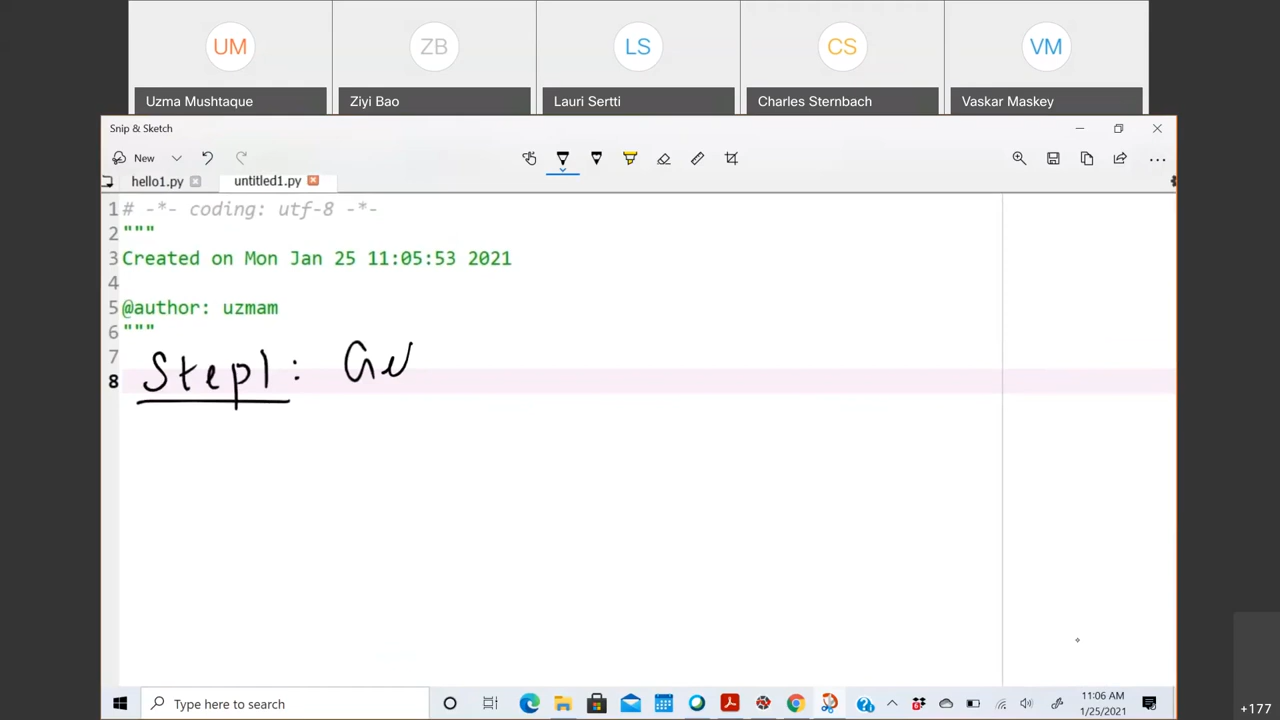 UM ZB LS CS VM
Uzma Mushtaque Ziyi Bao Lauri Sertti Charles Sternbach Vaskar Maskey
Snip & Sketch
New
hello1.py untitled1.py
1 # -*- coding: utf-8 -*-
2 """
3 Created on Mon Jan 25 11:05:53 2021
4
5 @author: uzmam
6 """
7
Step1:
8
Type here to search
11:06 AM
1/25/2021
+177